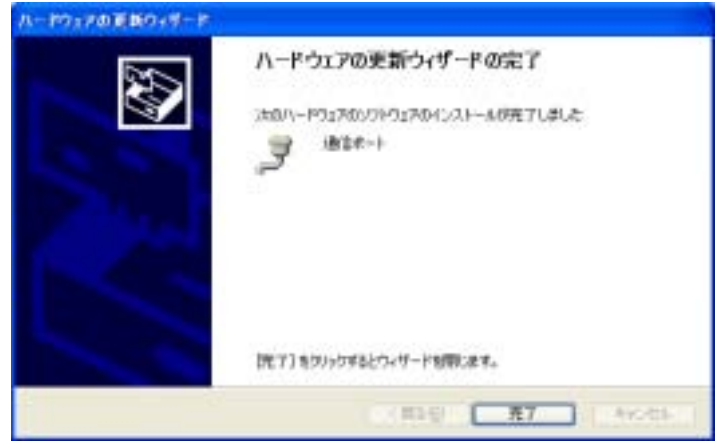 ハードウェアの更新ウィザード
ハードウェアの更新ウィザードの完了
次のハードウェアのソフトウェアのインストールが完了しました
通信ポート
[完了] をクリックするとウィザードを閉じます。
< 戻る(B)
完了
キャンセル